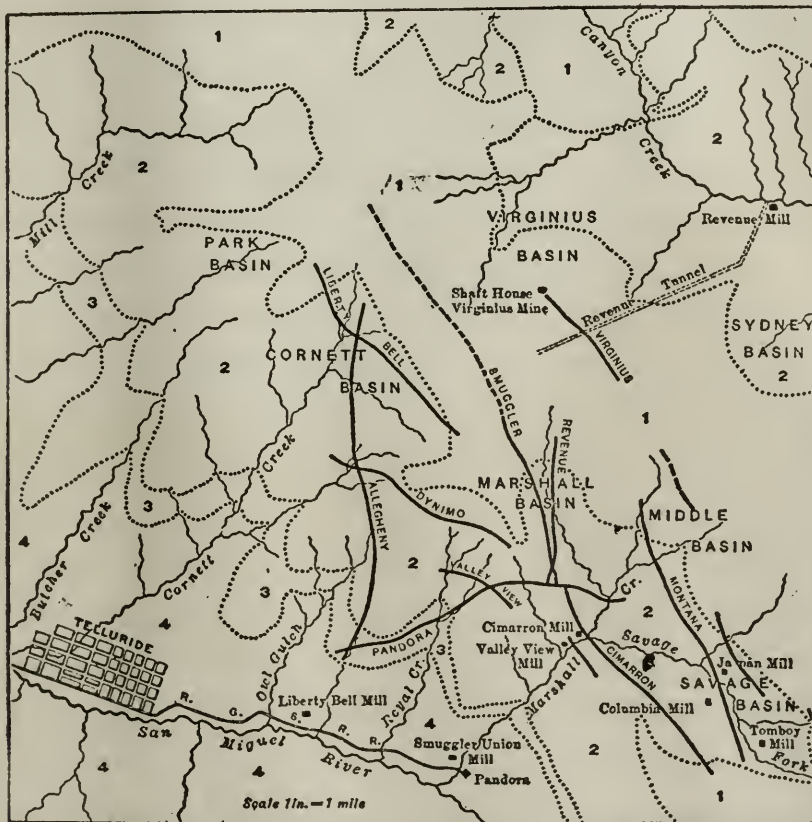 1
2
2
1
Canyon
2
Creek
2
Mill Creek
1
VIRGINIUS
BASIN
Revenue Mill
PARK
BASIN
3
LIBERTY BELL
Shaft House
Virginius Mine
Revenue Tunnel
VIRGINIUS
SYDNEY
BASIN
2
2
CORNETT
BASIN
SMUGGLER
1
Creek
REVENUE
MARSHALL
BASIN
DYNIMO
ALLEGHENY
MIDDLE
BASIN
3
4
Butcher Creek
Cornett
3
2
VALLEY VIEW
MONTANA
4
2
Cr.
PANDORA
3
Cimarron Mill
Valley View
Mill
Savage
CIMARRON
Marshall
TELLURIDE
Owl Gulch
Royal Cr.
Japan Mill
SAVAGE
BASIN
Columbia Mill
Tomboy
Mill
Fork
R. G. S. R. R.
Liberty Bell Mill
4
San Miguel River
Smuggler Union
Mill
Pandora
2
4
4
1
Scale 1 in. = 1 mile